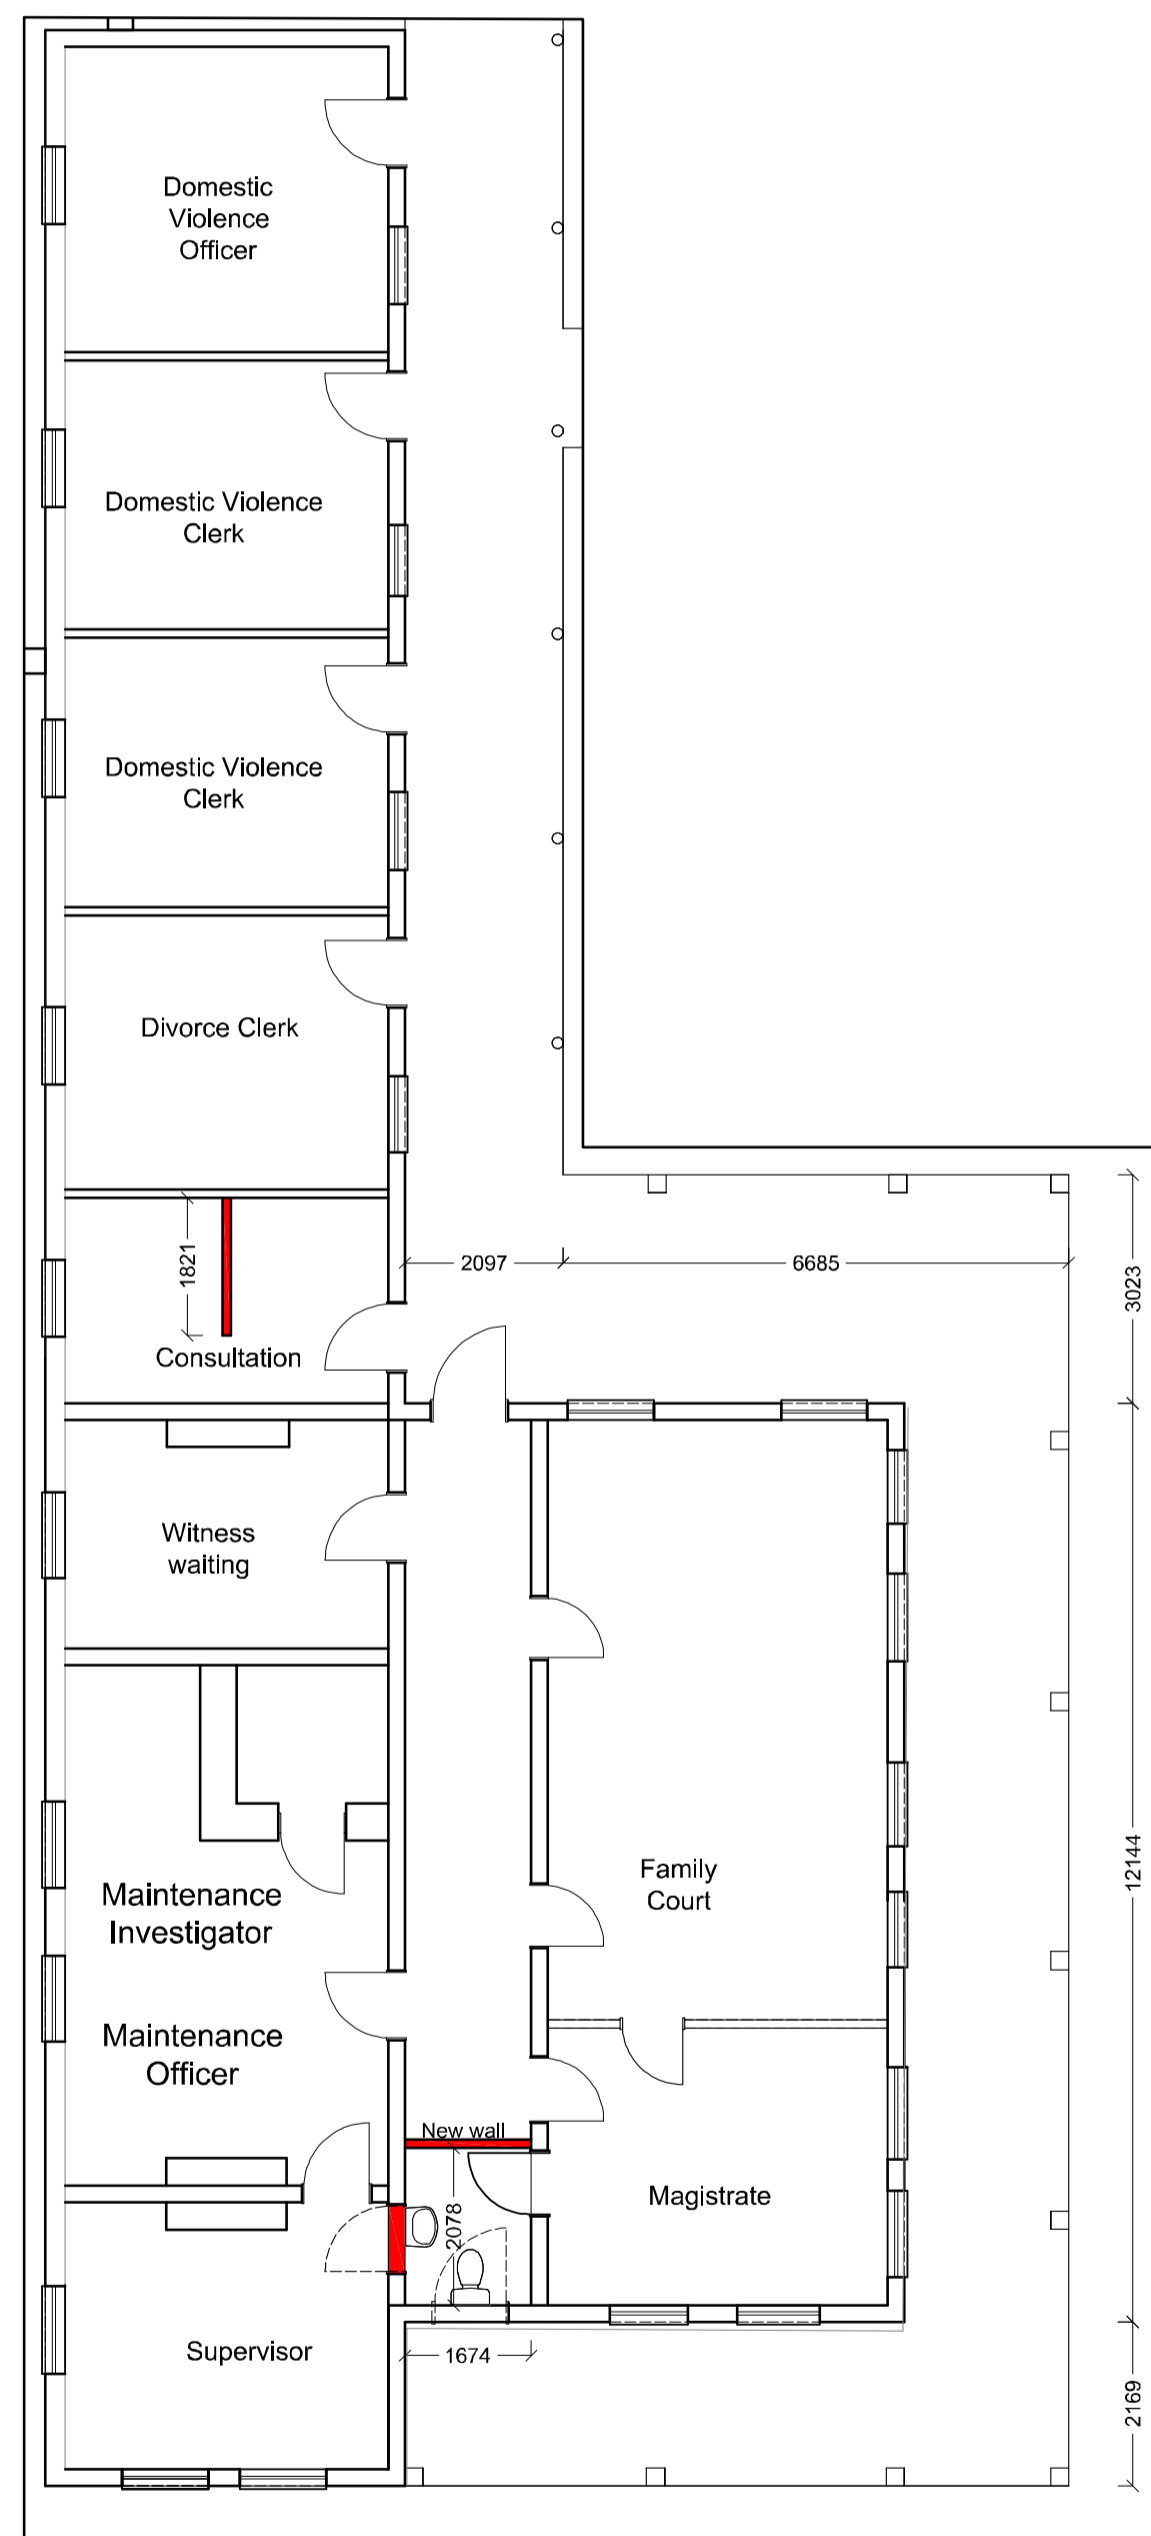 Domestic
Violence
Officer
Domestic Violence
Clerk
Domestic Violence
Clerk
Divorce Clerk
1821
2097
6685
3023
Consultation
Witness
waiting
Family
Court
12144
Maintenance
Investigator
Maintenance
Officer
New wall
Magistrate
2078
Supervisor
1674
2169